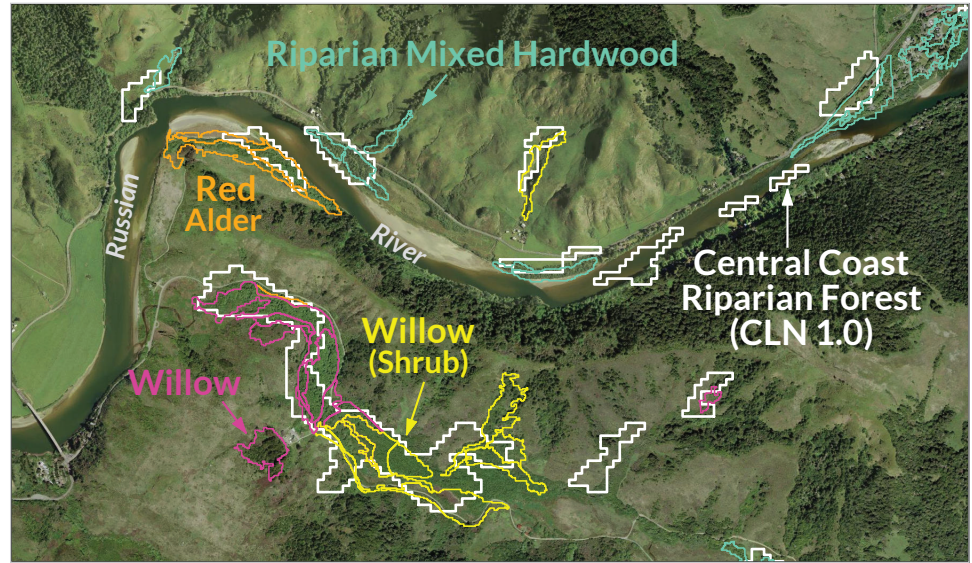 Riparian Mixed Hardwood
Red
Alder
Russian
River
Central Coast
Riparian Forest
(CLN 1.0)
Willow
(Shrub)
Willow